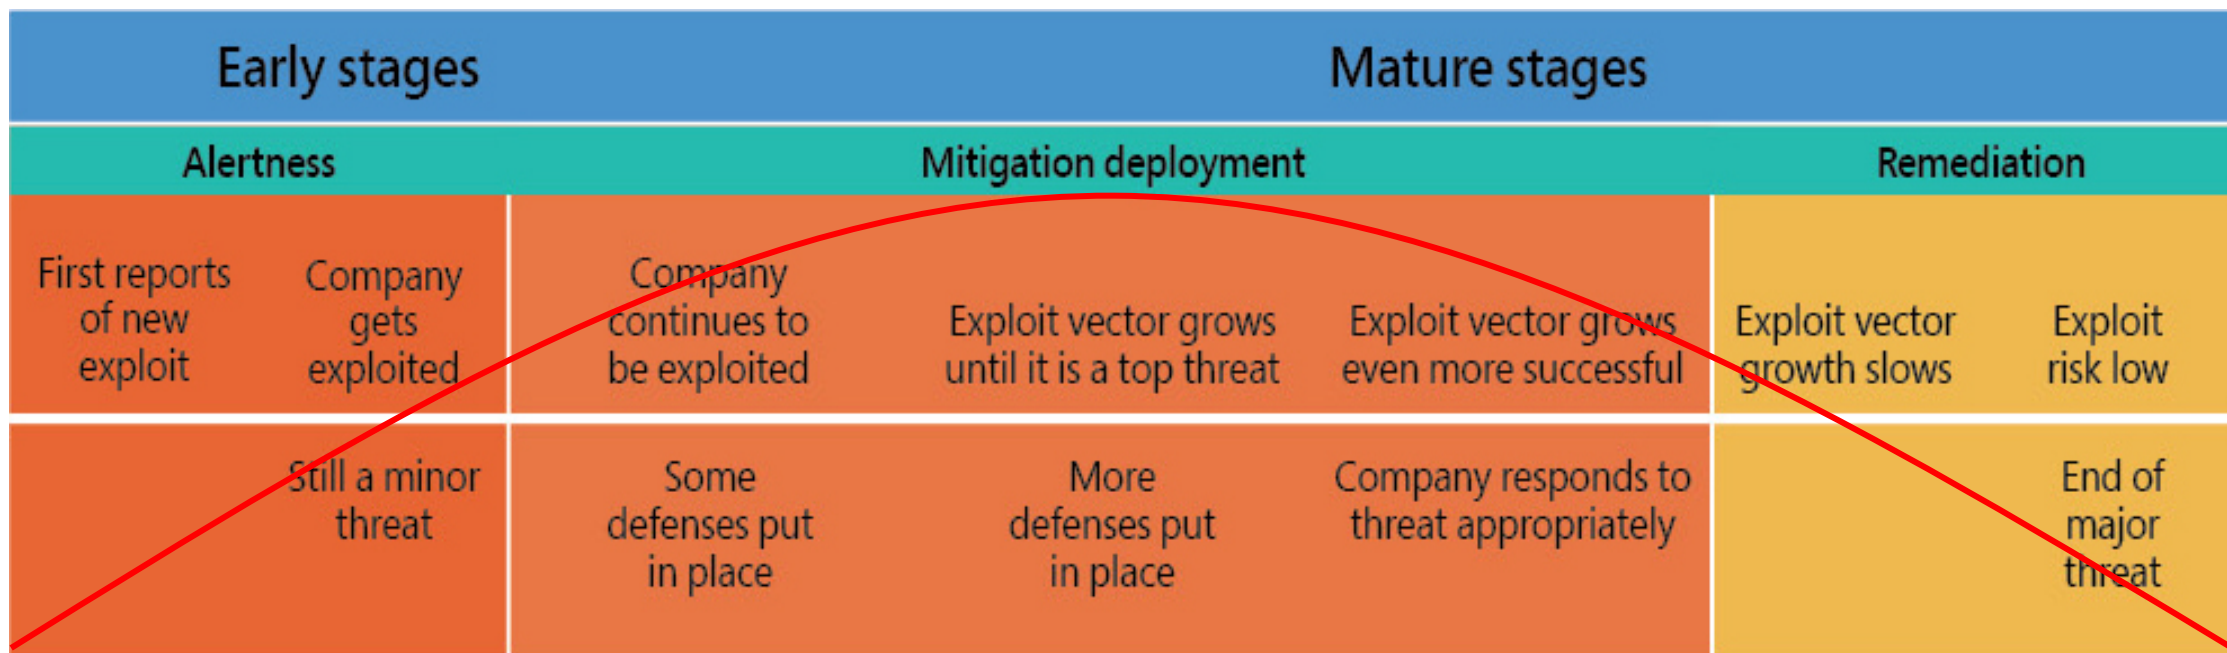 Early stages
Mature stages
Alertness
Mitigation deployment
Remediation
First reports
of new
exploit
Company
gets
exploited
Company
continues to
be exploited
Exploit vector grows
until it is a top threat
Exploit vector grows
even more successful
Exploit vector
growth slows
Exploit
risk low
Still a minor
threat
Some
defenses put
in place
More
defenses put
in place
Company responds to
threat appropriately
End of
major
threat